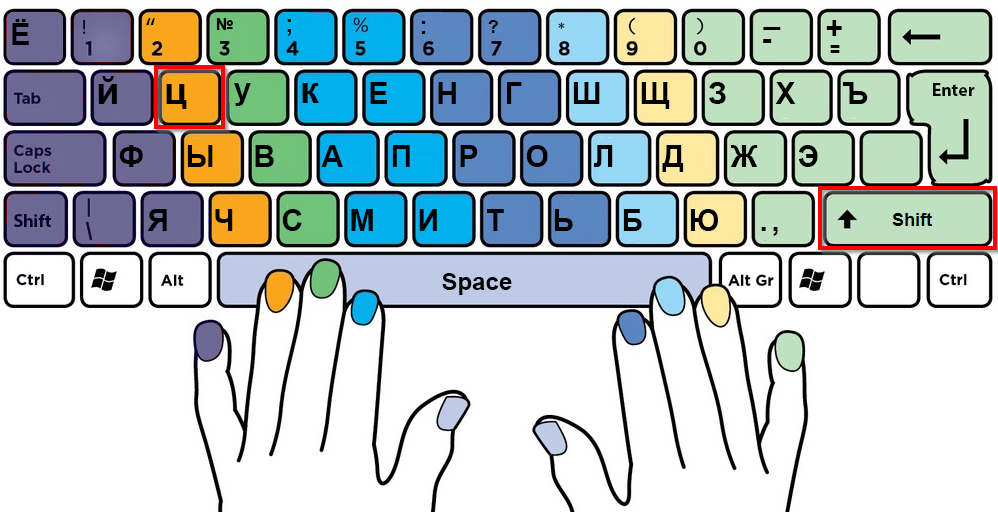 Ё ! 1 “ 2 № 3 ; 4 % 5 : 6 ? 7 * 8 ( 9 ) 0 — - + =
Tab Й Ц У К Е Н Г Ш Щ З Х Ъ Enter
Caps Lock Ф Ы В А П Р О Л Д Ж Э
Shift | \ Я Ч С М И Т Ь Б Ю . , Shift
Ctrl Alt Space Alt Gr Ctrl